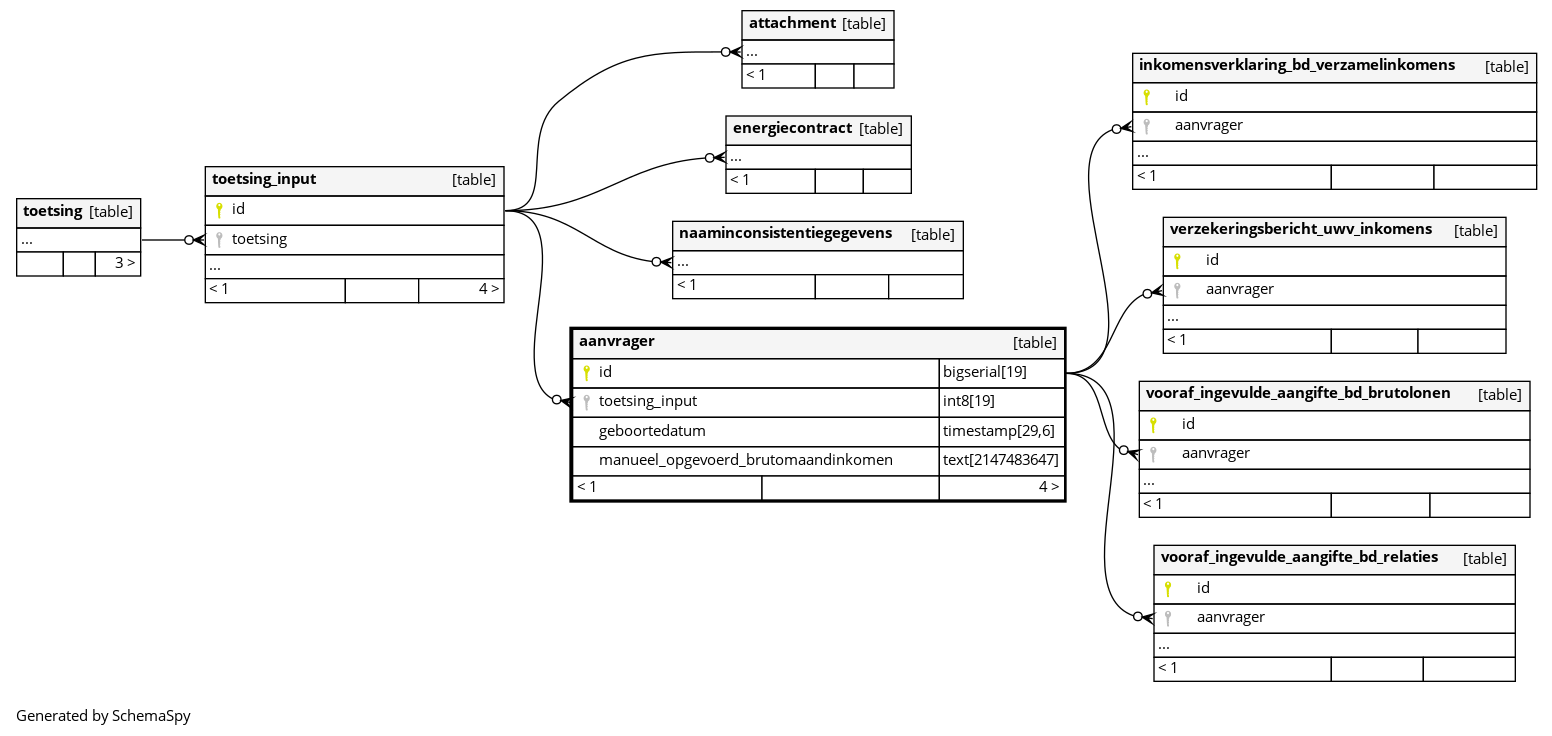 toetsing [table]
...
3 >
toetsing_input [table]
id
toetsing
...
< 1 4 >
attachment [table]
...
< 1
energiecontract [table]
...
< 1
naaminconsistentiegegevens [table]
...
< 1
aanvrager [table]
id bigserial[19]
toetsing_input int8[19]
geboortedatum timestamp[29,6]
manueel_opgevoerd_brutomaandinkomen text[2147483647]
< 1 4 >
inkomensverklaring_bd_verzamelinkomens [table]
id
aanvrager
...
< 1
verzekeringsbericht_uwv_inkomens [table]
id
aanvrager
...
< 1
vooraf_ingevulde_aangifte_bd_brutolonen [table]
id
aanvrager
...
< 1
vooraf_ingevulde_aangifte_bd_relaties [table]
id
aanvrager
...
< 1
Generated by SchemaSpy